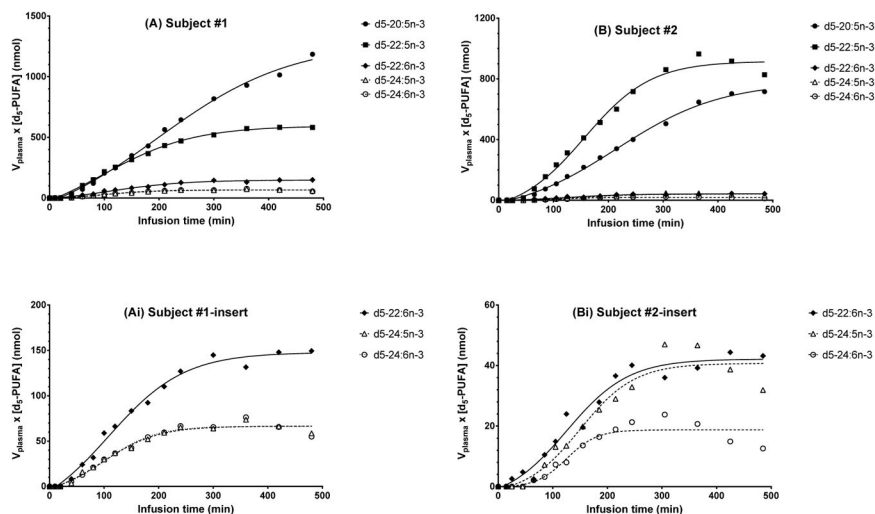 (A) Subject #1
V plasma x [d5-PUFA] (nmol)
1500
1000
500
0
0 100 200 300 400 500
Infusion time (min)
d5-20:5n-3
d5-22:5n-3
d5-22:6n-3
d5-24:5n-3
d5-24:6n-3
(B) Subject #2
V plasma x [d5-PUFA] (nmol)
1200
800
400
0
0 100 200 300 400 500
Infusion time (min)
d5-20:5n-3
d5-22:5n-3
d5-22:6n-3
d5-24:5n-3
d5-24:6n-3
(Ai) Subject #1-insert
V plasma x [d5-PUFA] (nmol)
200
150
100
50
0
0 100 200 300 400 500
Infusion time (min)
d5-22:6n-3
d5-24:5n-3
d5-24:6n-3
(Bi) Subject #2-insert
V plasma x [d5-PUFA] (nmol)
60
40
20
0
0 100 200 300 400 500
Infusion time (min)
d5-22:6n-3
d5-24:5n-3
d5-24:6n-3